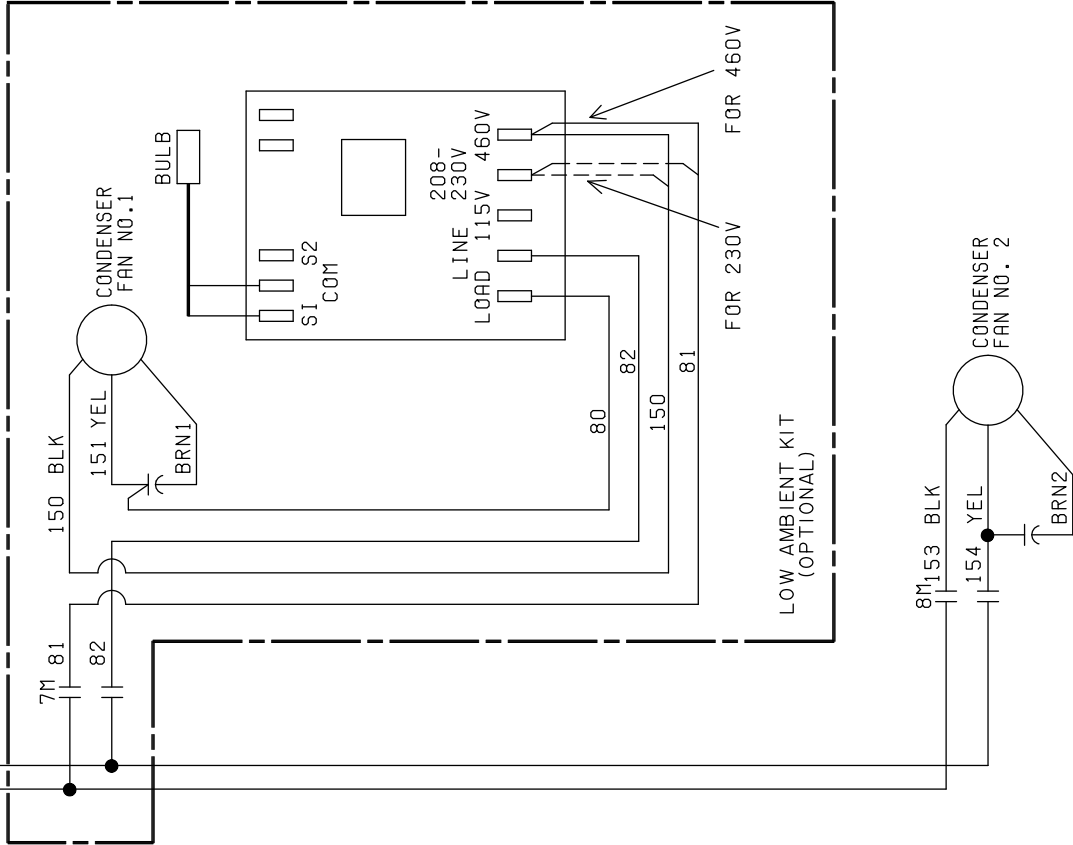 BULB
CONDENSER
FAN NO.1
SI
COM
S2
LOAD
LINE
115V
208-
230V
460V
FOR 460V
FOR 230V
150 BLK
151 YEL
BRN1
80
82
150
81
7M
81
82
LOW AMBIENT KIT
(OPTIONAL)
CONDENSER
FAN NO. 2
8M
153 BLK
154 YEL
BRN2